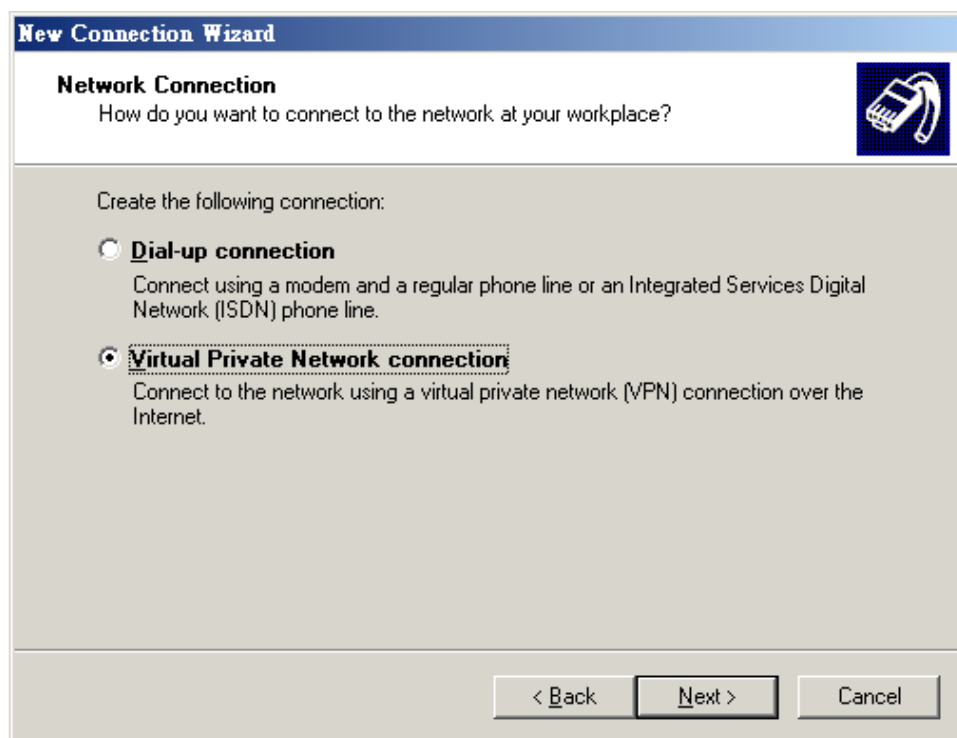 New Connection Wizard
Network Connection
How do you want to connect to the network at your workplace?
Create the following connection:
Dial-up connection
Connect using a modem and a regular phone line or an Integrated Services Digital
Network (ISDN) phone line.
Virtual Private Network connection
Connect to the network using a virtual private network (VPN) connection over the
Internet.
< Back
Next >
Cancel